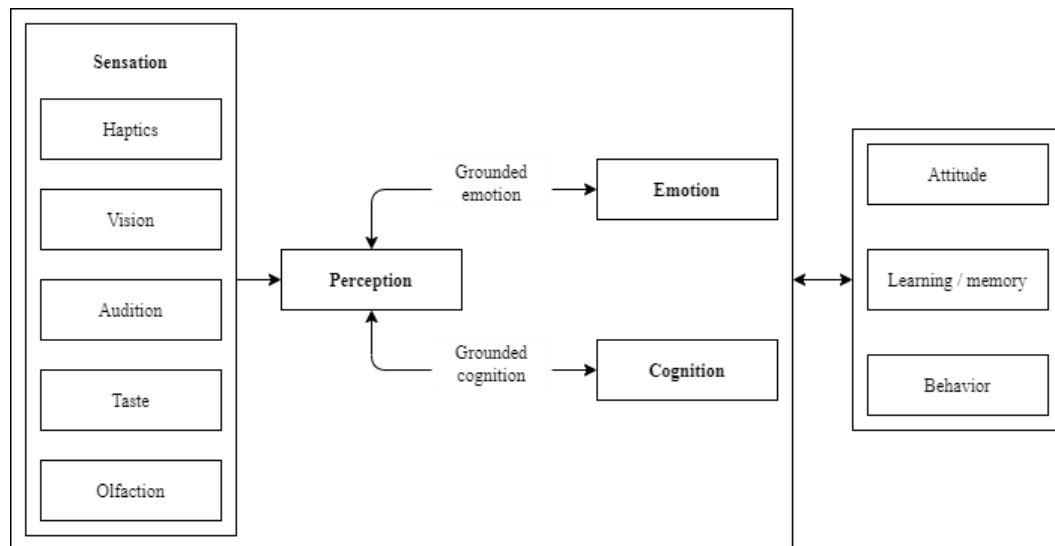 Sensation
Haptics
Vision
Audition
Taste
Olfaction
Perception
Grounded
emotion
Grounded
cognition
Emotion
Cognition
Attitude
Learning / memory
Behavior